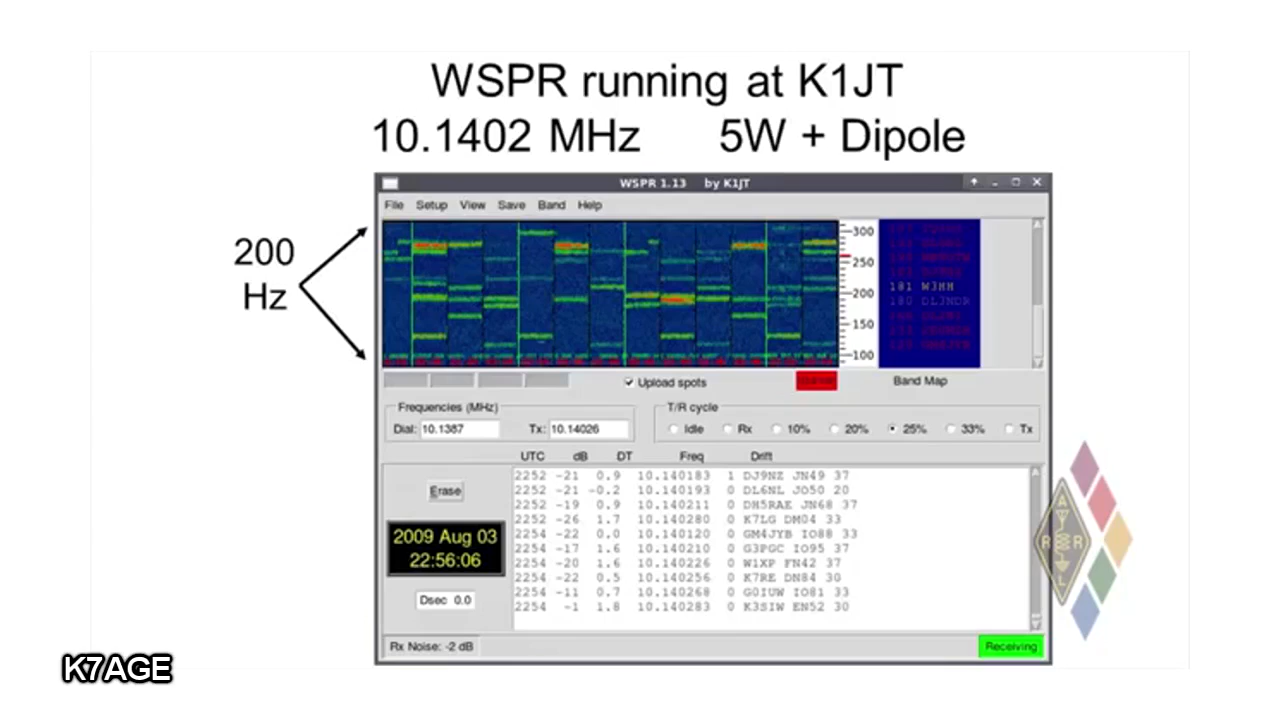 WSPR running at K1JT
10.1402 MHz 5W + Dipole
200
Hz
WSPR 1.13 by K1JT
File Setup View Save Band Help
300
250
200
150
100
181 W3HH
180 DL3NDR
Upload spots
Band Map
Frequencies (MHz)
Dial: 10.1387 Tx: 10.14026
T/R cycle
Idle Rx 10% 20% 25% 33% Tx
UTC dB DT Freq Drift
2252 -21 0.9 10.140183 1 DJ9NZ JN49 37
2252 -21 -0.2 10.140193 0 DL6NL JO50 20
2252 -19 0.9 10.140211 0 DH5RAE JN68 37
2252 -26 1.7 10.140280 0 K7LG DM04 33
2254 -22 0.0 10.140120 0 GM4JYB IO88 33
2254 -17 1.6 10.140210 0 G3PGC IO95 37
2254 -20 1.6 10.140226 0 W1XP FN42 37
2254 -22 0.5 10.140256 0 K7RE DN84 30
2254 -11 0.7 10.140268 0 G0IUW IO81 33
2254 -1 1.8 10.140283 0 K3SIW EN52 30
Erase
2009 Aug 03
22:56:06
Dsec 0.0
Rx Noise: -2 dB
Receiving
A
R R
L
K7AGE